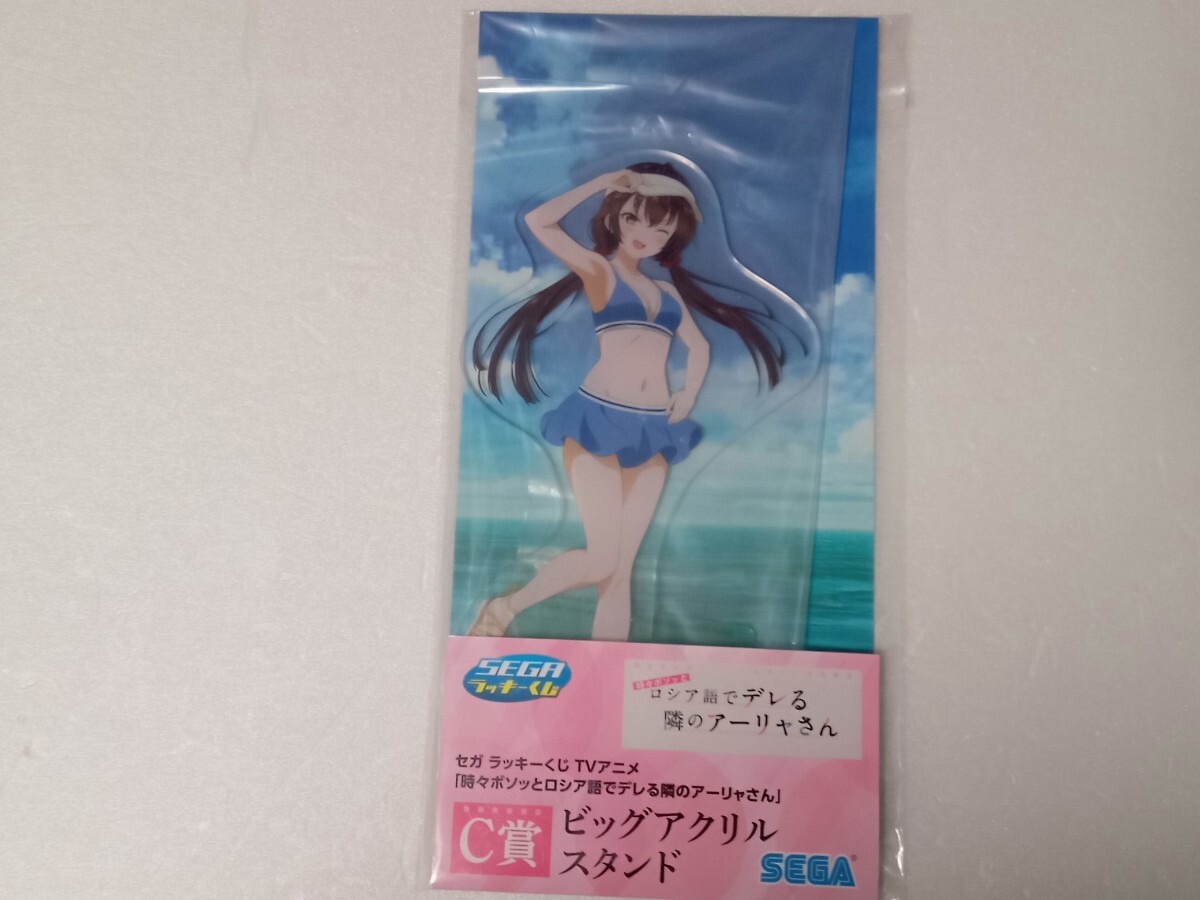 SEGA
ラッキーくじ
時々ボソッと
ロシア語でデレる
隣のアーリャさん
セガ ラッキーくじ TVアニメ
「時々ボソッとロシア語でデレる隣のアーリャさん」
C賞
ビッグアクリル
スタンド
SEGA®